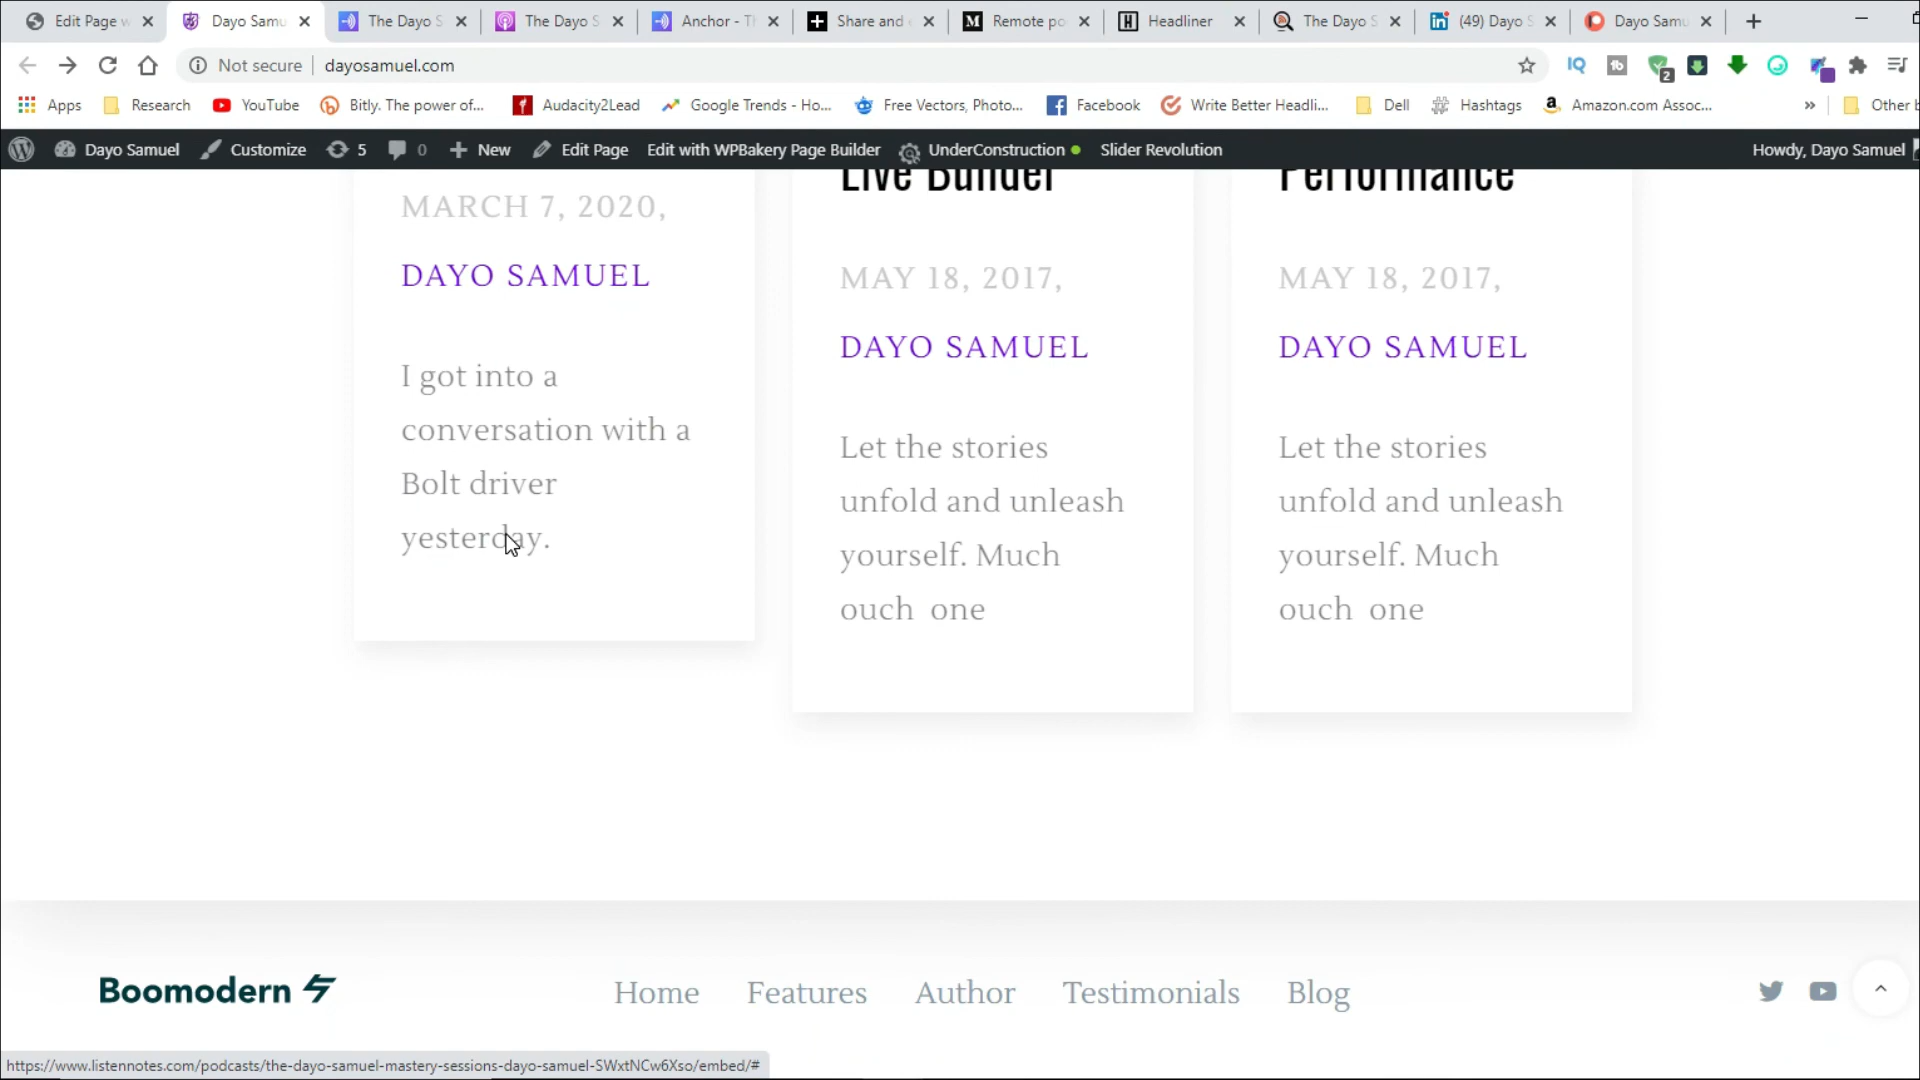 Edit Page w
Dayo Samu
The Dayo S
The Dayo S
Anchor - Th
Share and
Remote po
Headliner
The Dayo S
(49) Dayo S
Dayo Samu
Not secure
dayosamuel.com
IQ
tb
2
Apps
Research
YouTube
Bitly. The power of...
Audacity2Lead
Google Trends - Ho...
Free Vectors, Photo...
Facebook
Write Better Headli...
Dell
Hashtags
Amazon.com Assoc...
»
Other b
Dayo Samuel
Customize
5
0
New
Edit Page
Edit with WPBakery Page Builder
UnderConstruction
Slider Revolution
Howdy, Dayo Samuel
MARCH 7, 2020,
DAYO SAMUEL
I got into a
conversation with a
Bolt driver
yesterday.
Live Builder
MAY 18, 2017,
DAYO SAMUEL
Let the stories
unfold and unleash
yourself. Much
ouch one
Performance
MAY 18, 2017,
DAYO SAMUEL
Let the stories
unfold and unleash
yourself. Much
ouch one
Boomodern
Home
Features
Author
Testimonials
Blog
https://www.listennotes.com/podcasts/the-dayo-samuel-mastery-sessions-dayo-samuel-SWxtNCw6Xso/embed/#